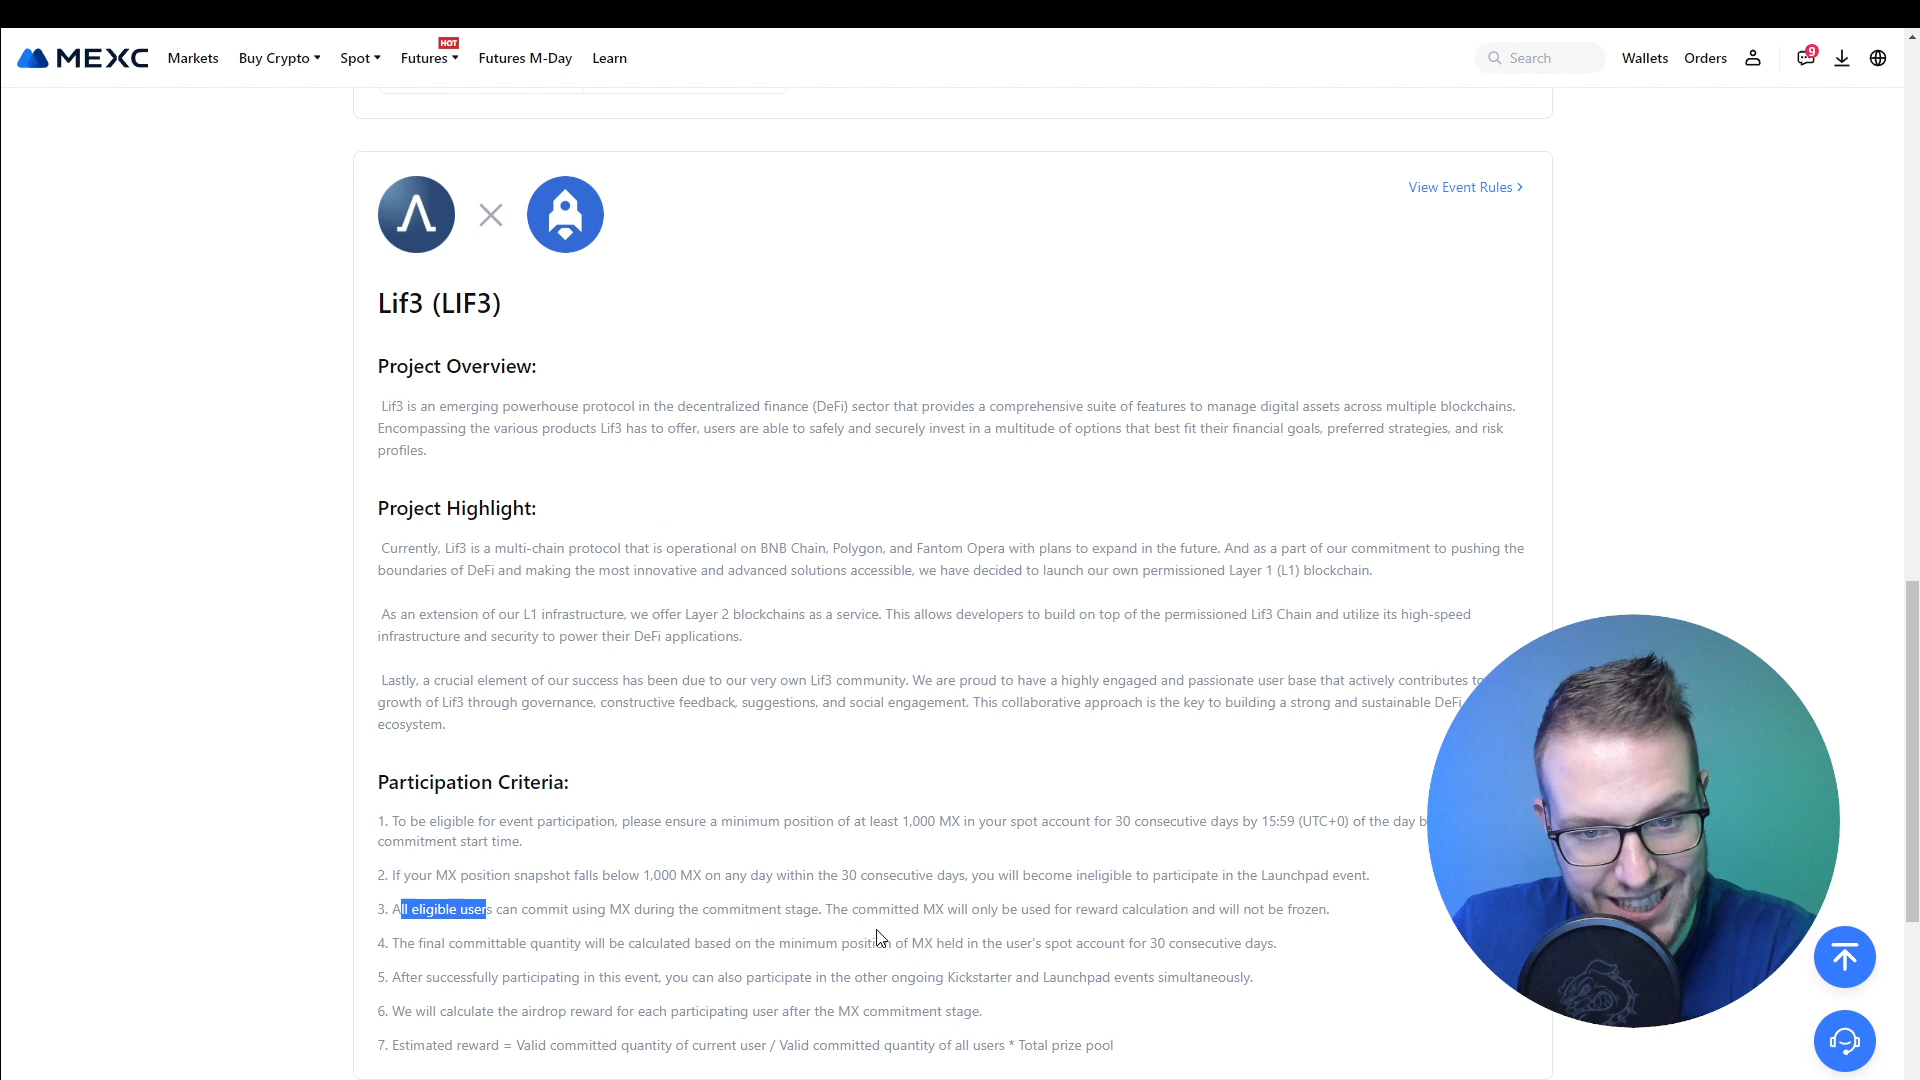 MEXC Markets Buy Crypto Spot Futures HOT Futures M-Day Learn Search Wallets Orders 9
View Event Rules
Lif3 (LIF3)
Project Overview:
Lif3 is an emerging powerhouse protocol in the decentralized finance (DeFi) sector that provides a comprehensive suite of features to manage digital assets across multiple blockchains.
Encompassing the various products Lif3 has to offer, users are able to safely and securely invest in a multitude of options that best fit their financial goals, preferred strategies, and risk
profiles.
Project Highlight:
Currently, Lif3 is a multi-chain protocol that is operational on BNB Chain, Polygon, and Fantom Opera with plans to expand in the future. And as a part of our commitment to pushing the
boundaries of DeFi and making the most innovative and advanced solutions accessible, we have decided to launch our own permissioned Layer 1 (L1) blockchain.
As an extension of our L1 infrastructure, we offer Layer 2 blockchains as a service. This allows developers to build on top of the permissioned Lif3 Chain and utilize its high-speed
infrastructure and security to power their DeFi applications.
Lastly, a crucial element of our success has been due to our very own Lif3 community. We are proud to have a highly engaged and passionate user base that actively contributes to
growth of Lif3 through governance, constructive feedback, suggestions, and social engagement. This collaborative approach is the key to building a strong and sustainable DeFi
ecosystem.
Participation Criteria:
1. To be eligible for event participation, please ensure a minimum position of at least 1,000 MX in your spot account for 30 consecutive days by 15:59 (UTC+0) of the day
commitment start time.
2. If your MX position snapshot falls below 1,000 MX on any day within the 30 consecutive days, you will become ineligible to participate in the Launchpad event.
3. All eligible users can commit using MX during the commitment stage. The committed MX will only be used for reward calculation and will not be frozen.
4. The final committable quantity will be calculated based on the minimum position of MX held in the user's spot account for 30 consecutive days.
5. After successfully participating in this event, you can also participate in the other ongoing Kickstarter and Launchpad events simultaneously.
6. We will calculate the airdrop reward for each participating user after the MX commitment stage.
7. Estimated reward = Valid committed quantity of current user / Valid committed quantity of all users * Total prize pool